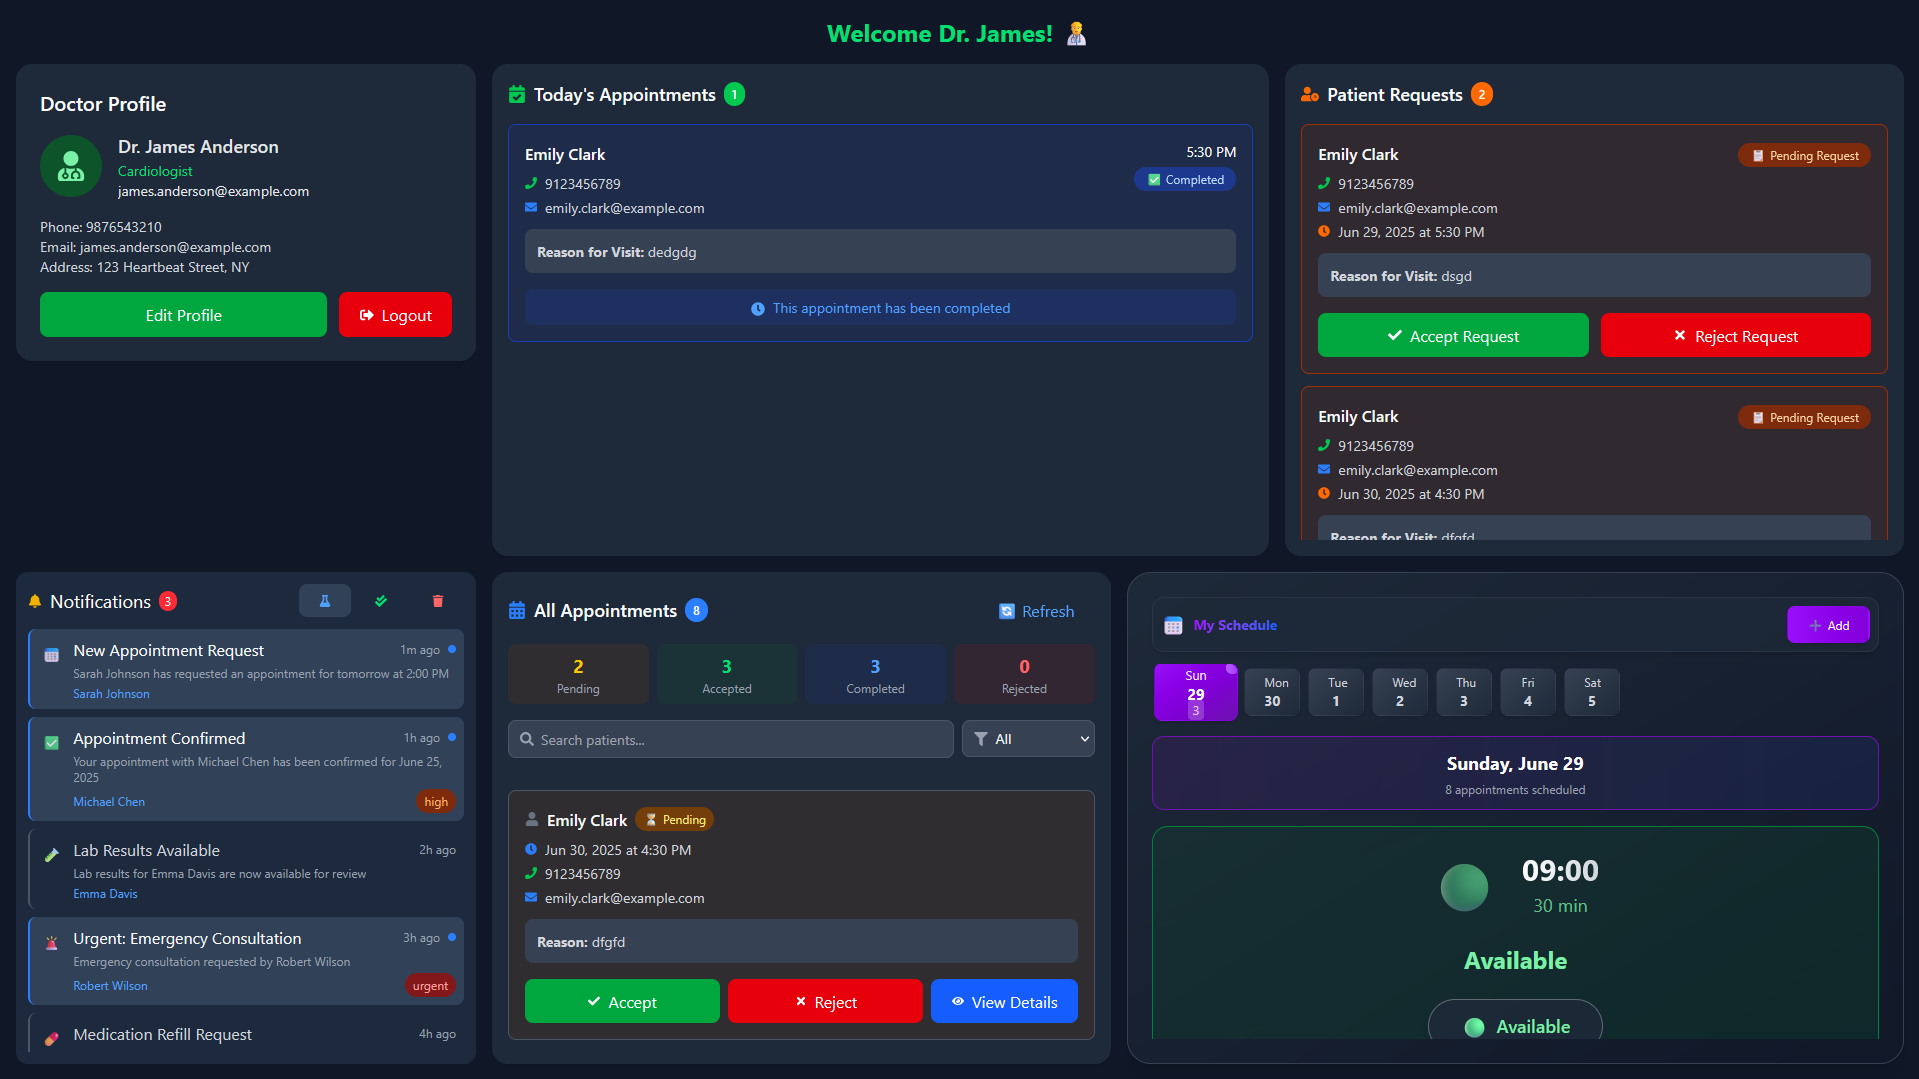 Welcome Dr. James!
Doctor Profile
Dr. James Anderson
Cardiologist
james.anderson@example.com
Phone: 9876543210
Email: james.anderson@example.com
Address: 123 Heartbeat Street, NY
Edit Profile
Logout
Today's Appointments 1
Emily Clark
5:30 PM
9123456789
Completed
emily.clark@example.com
Reason for Visit: dedgdg
This appointment has been completed
Patient Requests 2
Emily Clark
Pending Request
9123456789
emily.clark@example.com
Jun 29, 2025 at 5:30 PM
Reason for Visit: dsgd
Accept Request
Reject Request
Emily Clark
Pending Request
9123456789
emily.clark@example.com
Jun 30, 2025 at 4:30 PM
Reason for Visit: dfgfd
Notifications 3
New Appointment Request
1m ago
Sarah Johnson has requested an appointment for tomorrow at 2:00 PM
Sarah Johnson
Appointment Confirmed
1h ago
Your appointment with Michael Chen has been confirmed for June 25,
2025
Michael Chen
high
Lab Results Available
2h ago
Lab results for Emma Davis are now available for review
Emma Davis
Urgent: Emergency Consultation
3h ago
Emergency consultation requested by Robert Wilson
Robert Wilson
urgent
Medication Refill Request
4h ago
All Appointments 8
Refresh
2
Pending
3
Accepted
3
Completed
0
Rejected
Search patients...
All
Emily Clark
Pending
Jun 30, 2025 at 4:30 PM
9123456789
emily.clark@example.com
Reason: dfgfd
Accept
Reject
View Details
My Schedule
Add
Sun
29
3
Mon
30
Tue
1
Wed
2
Thu
3
Fri
4
Sat
5
Sunday, June 29
8 appointments scheduled
09:00
30 min
Available
Available